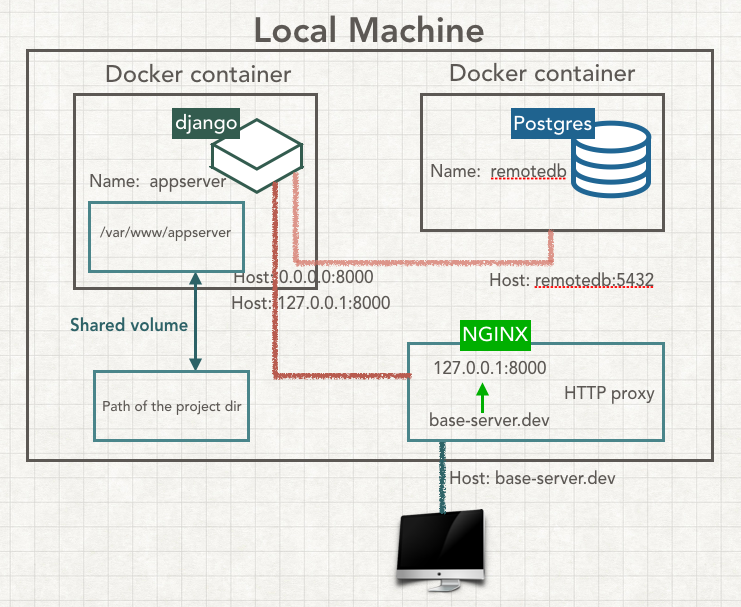 Local Machine
Docker container
Docker container
django
Postgres
Name: appserver
Name: remotedb
/var/www/appserver
Host: 0.0.0.0:8000
Host: remotedb:5432
Host: 127.0.0.1:8000
Shared volume
NGINX
127.0.0.1:8000
HTTP proxy
Path of the project dir
base-server.dev
Host: base-server.dev